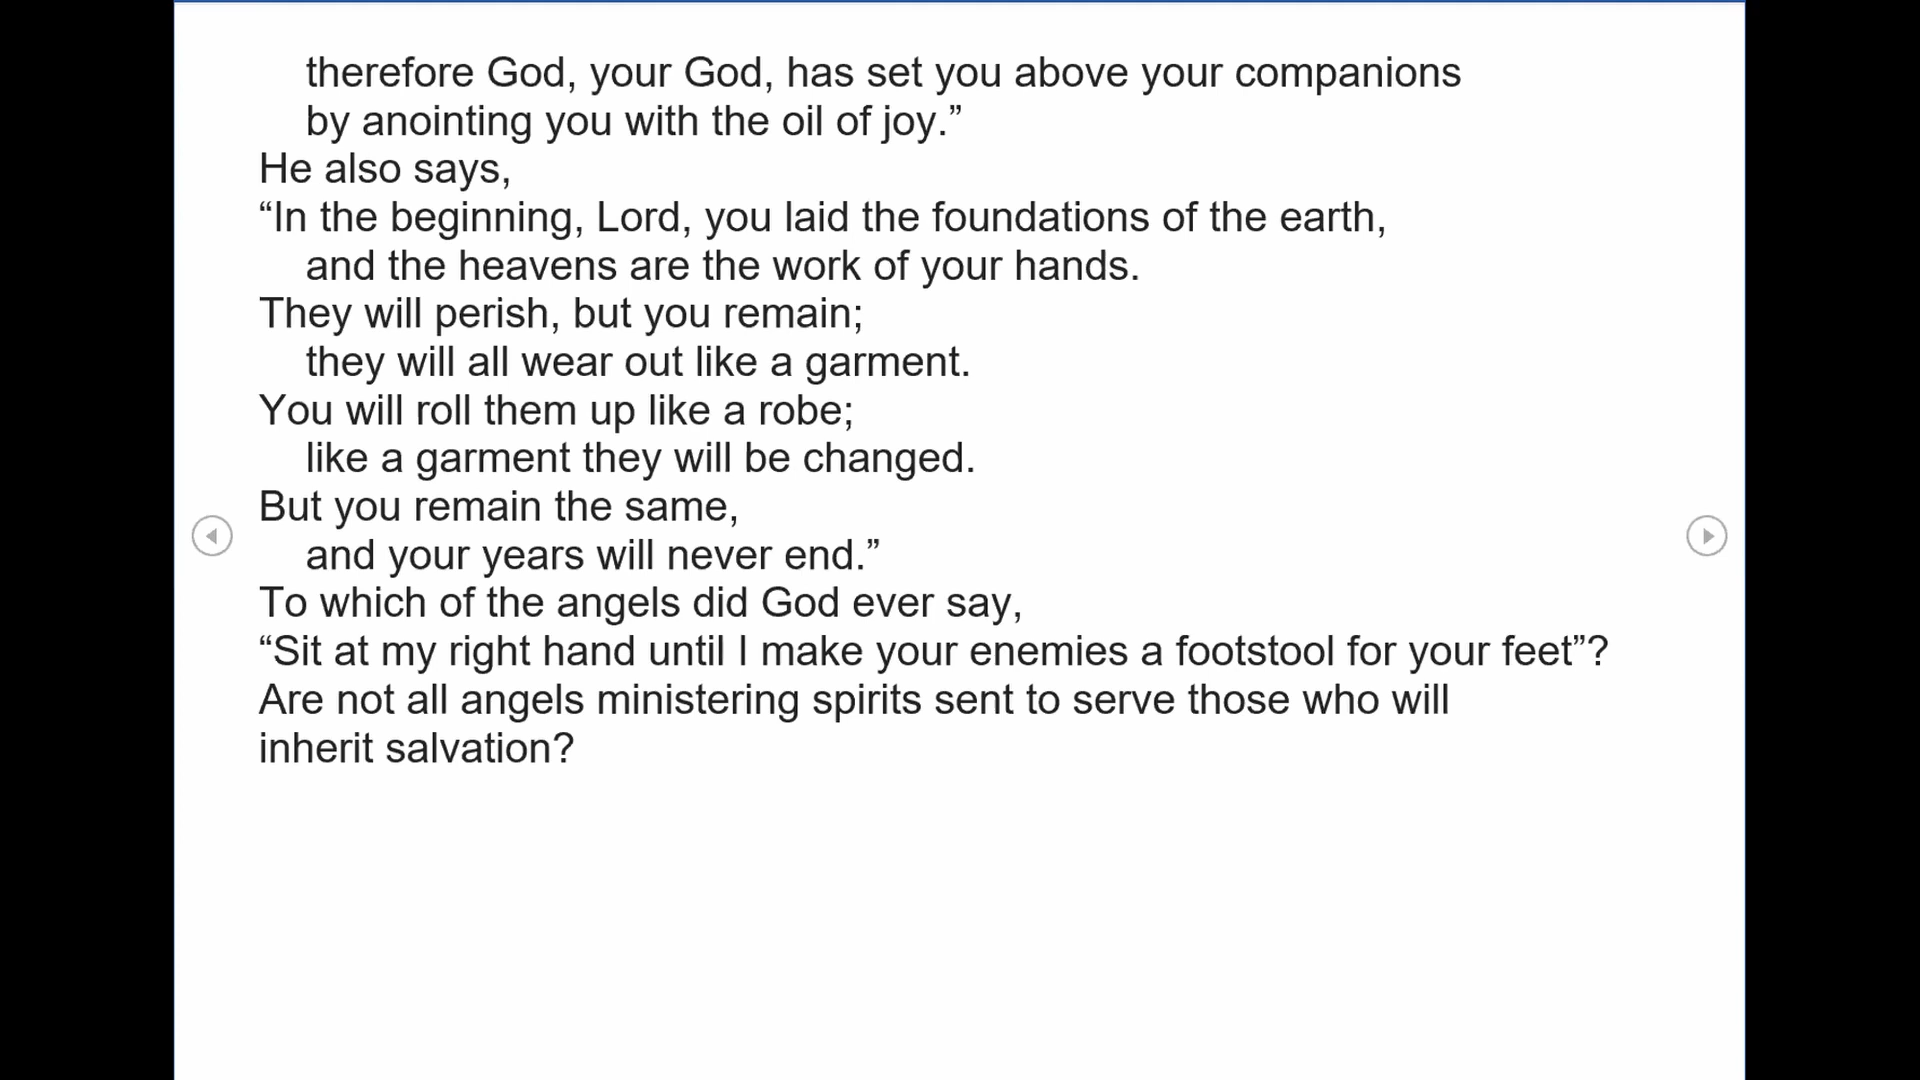 therefore God, your God, has set you above your companions
by anointing you with the oil of joy.”
He also says,
“In the beginning, Lord, you laid the foundations of the earth,
and the heavens are the work of your hands.
They will perish, but you remain;
they will all wear out like a garment.
You will roll them up like a robe;
like a garment they will be changed.
But you remain the same,
and your years will never end.”
To which of the angels did God ever say,
“Sit at my right hand until I make your enemies a footstool for your feet”?
Are not all angels ministering spirits sent to serve those who will
inherit salvation?